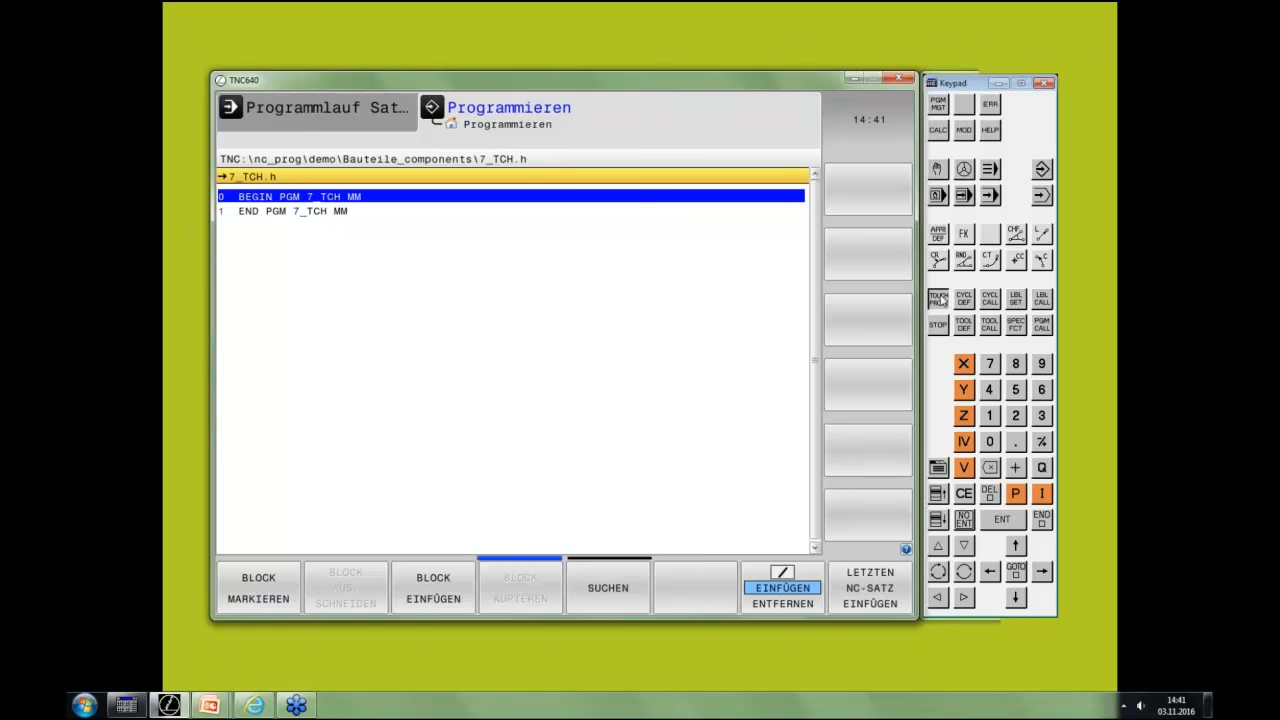 TNC640
Programmlauf Sat…
Programmieren
Programmieren
14:41
TNC:\nc_prog\demo\Bauteile_components\7_TCH.h
→7_TCH.h
0 BEGIN PGM 7_TCH MM
1 END PGM 7_TCH MM
BLOCK
MARKIEREN
BLOCK
AUS-
SCHNEIDEN
BLOCK
EINFÜGEN
BLOCK
KOPIEREN
SUCHEN
EINFÜGEN
ENTFERNEN
LETZTEN
NC-SATZ
EINFÜGEN
Keypad
PGM MGT
ERR
CALC MOD HELP
APPR DEP FK CHF L
CR RND CT CC C
TOUCH CYCL DEF CYCL CALL LBL SET LBL CALL
STOP TOOL DEF TOOL CALL SPEC FCT PGM CALL
X 7 8 9
Y 4 5 6
Z 1 2 3
IV 0 .
V + Q
CE DEL P I
NO ENT ENT END
GOTO
14:41
03.11.2016